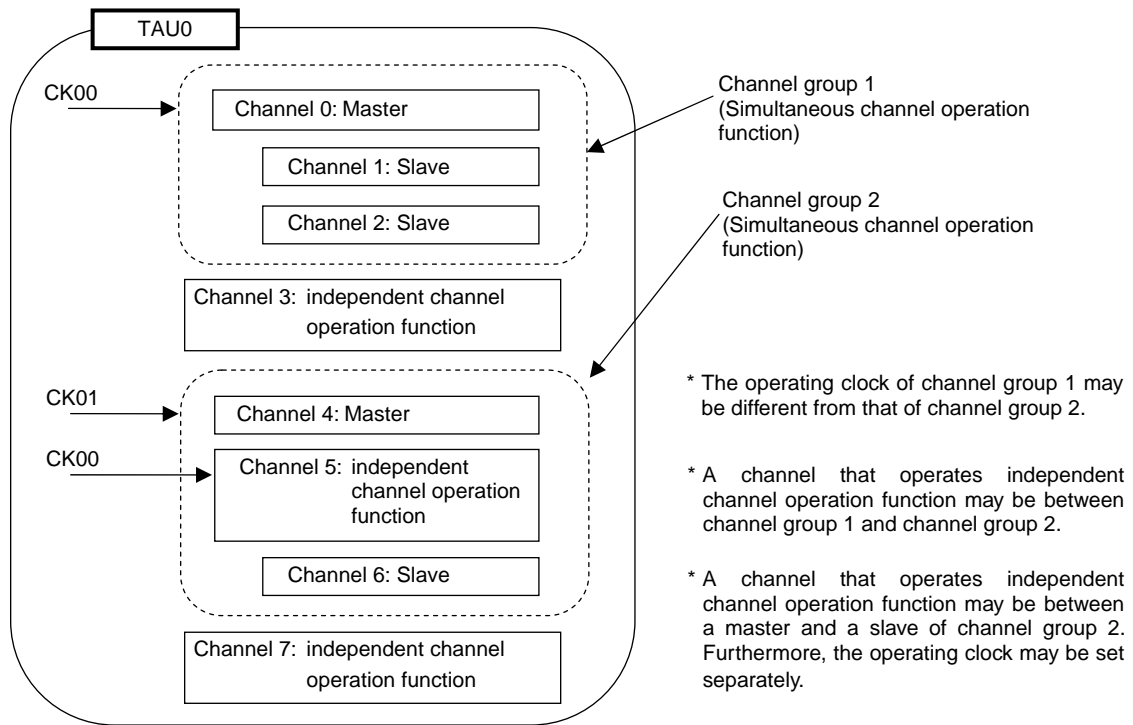 TAU0
CK00
Channel 0: Master
Channel 1: Slave
Channel 2: Slave
Channel group 1
(Simultaneous channel operation
function)
Channel group 2
(Simultaneous channel operation
function)
Channel 3: independent channel
operation function
CK01
Channel 4: Master
CK00
Channel 5: independent
channel operation
function
Channel 6: Slave
Channel 7: independent channel
operation function
* The operating clock of channel group 1 may
be different from that of channel group 2.
* A channel that operates independent
channel operation function may be between
channel group 1 and channel group 2.
* A channel that operates independent
channel operation function may be between
a master and a slave of channel group 2.
Furthermore, the operating clock may be set
separately.